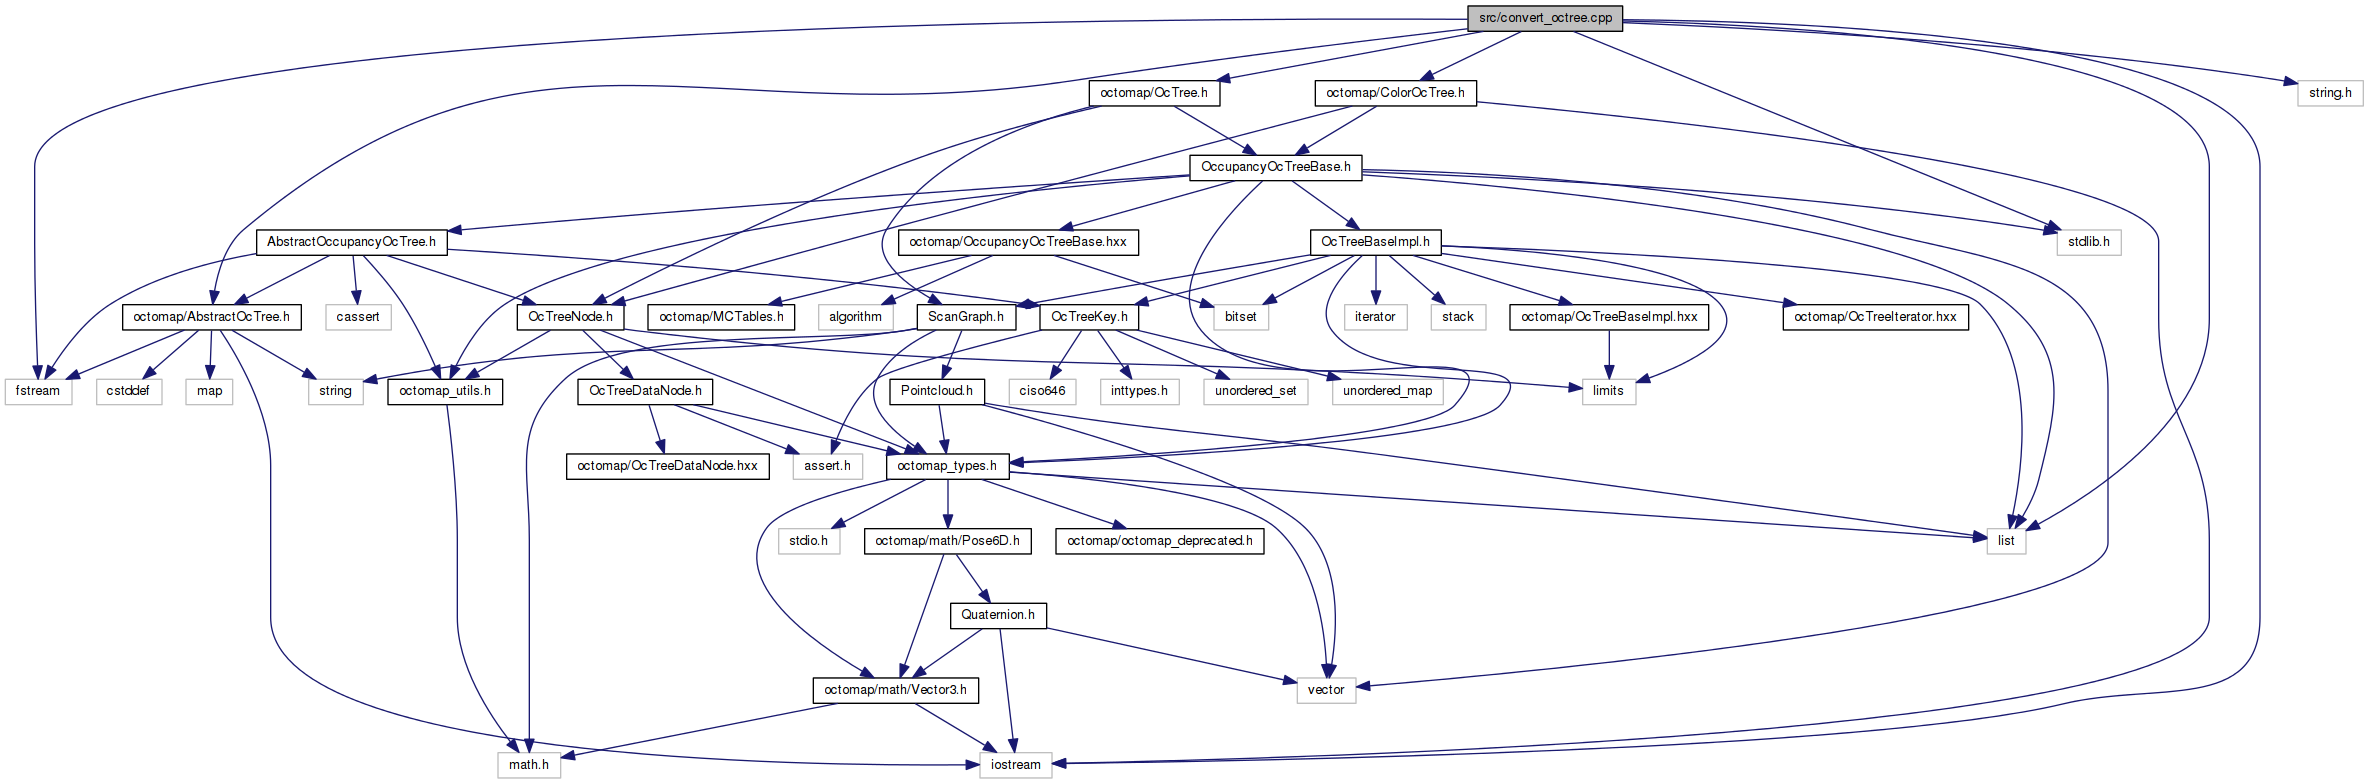 src/convert_octree.cpp
octomap/OcTree.h
octomap/ColorOcTree.h
string.h
OccupancyOcTreeBase.h
AbstractOccupancyOcTree.h
octomap/OccupancyOcTreeBase.hxx
OcTreeBaseImpl.h
stdlib.h
octomap/AbstractOcTree.h
cassert
OcTreeNode.h
octomap/MCTables.h
algorithm
ScanGraph.h
OcTreeKey.h
bitset
iterator
stack
octomap/OcTreeBaseImpl.hxx
octomap/OcTreeIterator.hxx
fstream
cstddef
map
string
octomap_utils.h
OcTreeDataNode.h
Pointcloud.h
ciso646
inttypes.h
unordered_set
unordered_map
limits
octomap/OcTreeDataNode.hxx
assert.h
octomap_types.h
stdio.h
octomap/math/Pose6D.h
octomap/octomap_deprecated.h
list
Quaternion.h
octomap/math/Vector3.h
vector
math.h
iostream